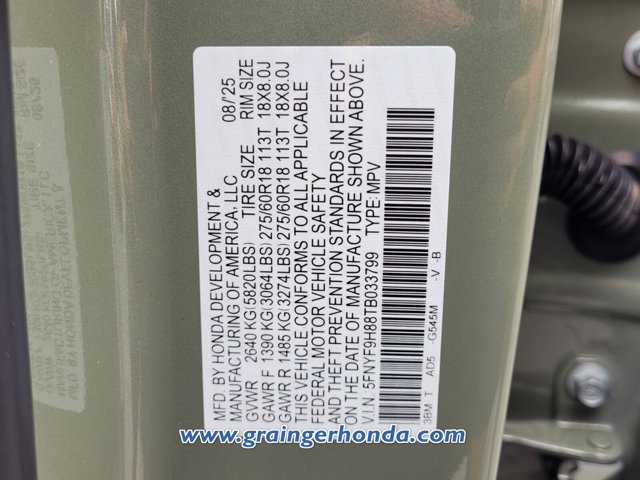 MFD. BY HONDA DEVELOPMENT &
MANUFACTURING OF AMERICA, LLC 08/25
GVWR 2640 KG(5820LBS) TIRE SIZE RIM SIZE
GAWR F 1390 KG(3064LBS) 275/60R18 113T 18X8.0J
GAWR R 1485 KG(3274LBS) 275/60R18 113T 18X8.0J
THIS VEHICLE CONFORMS TO ALL APPLICABLE
FEDERAL MOTOR VEHICLE SAFETY
AND THEFT PREVENTION STANDARDS IN EFFECT
ON THE DATE OF MANUFACTURE SHOWN ABOVE.
V.I.N. 5FNYF9H88TB033799 TYPE: MPV
3BM T AD5 -G545M -V -B
www.graingerhonda.com